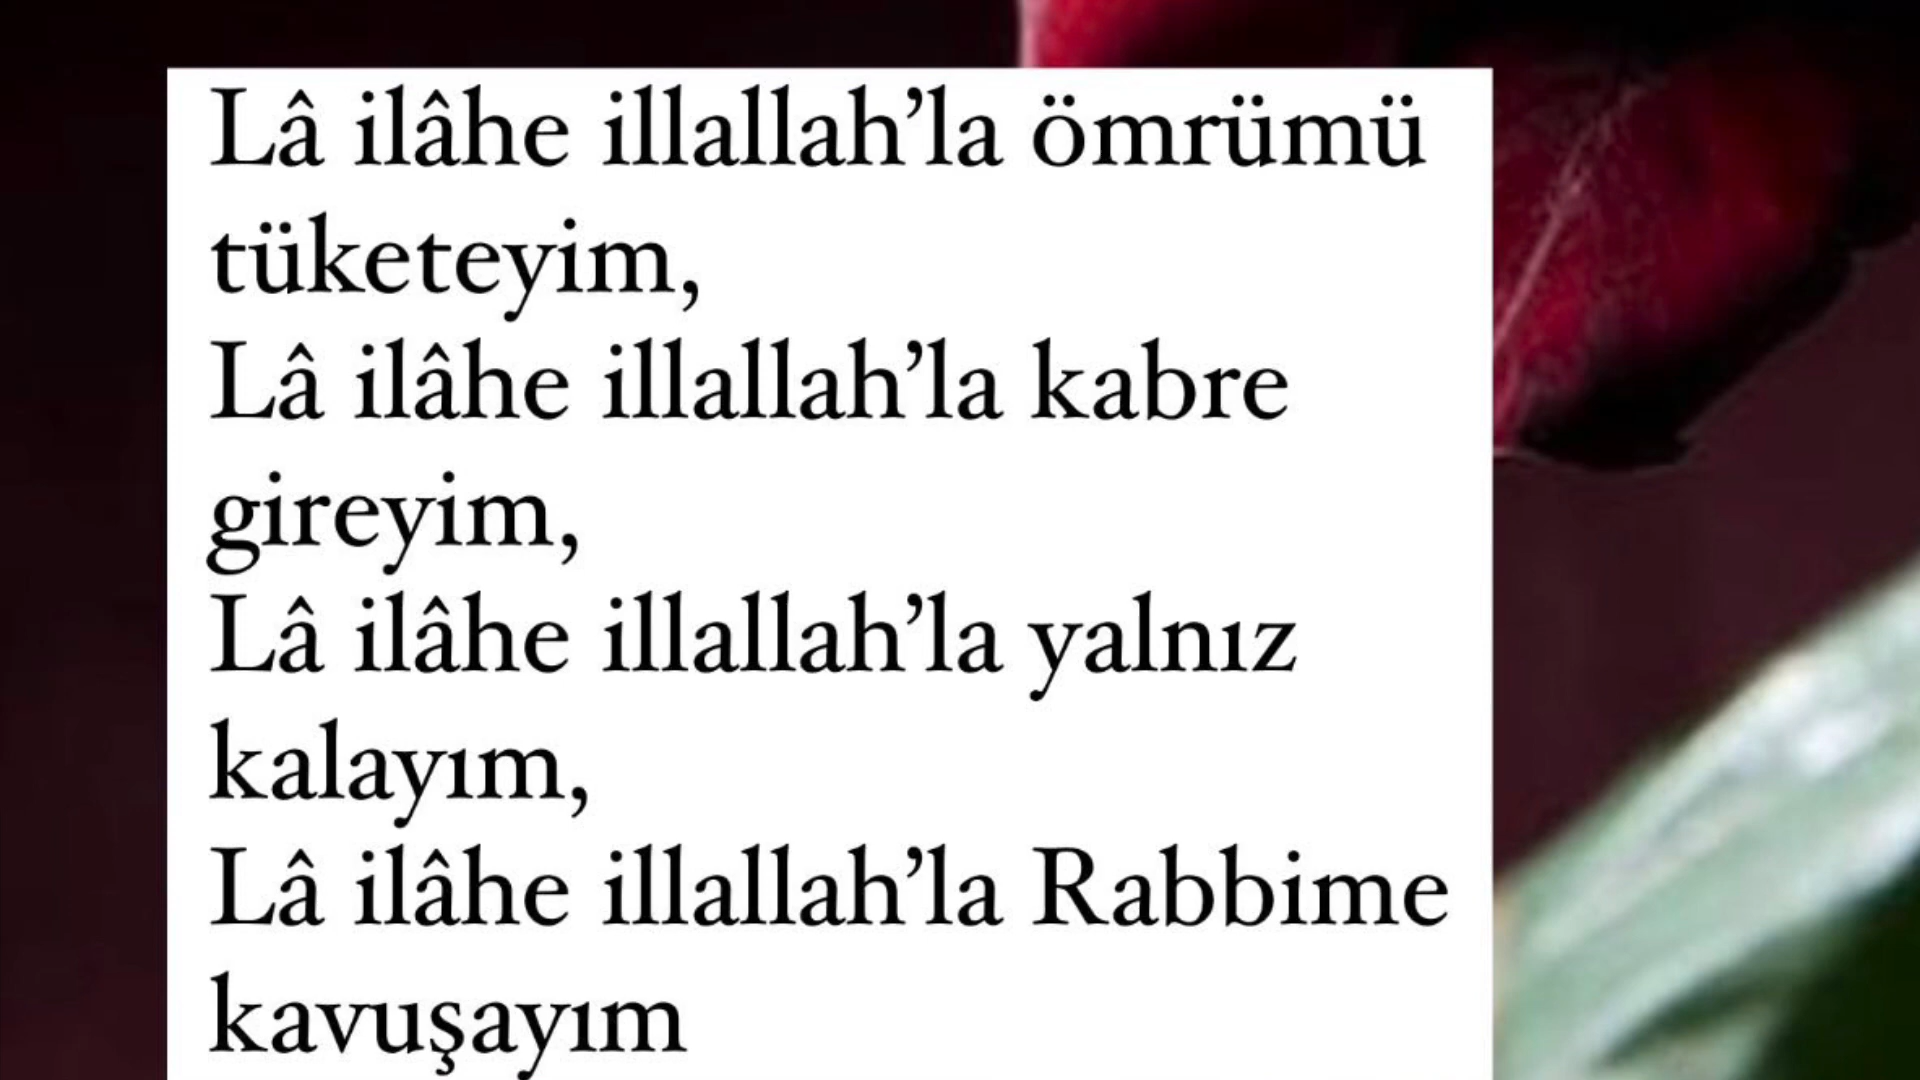 Lâ ilâhe illallah’la ömrümü
tüketeyim,
Lâ ilâhe illallah’la kabre
gireyim,
Lâ ilâhe illallah’la yalnız
kalayım,
Lâ ilâhe illallah’la Rabbime
kavuşayım